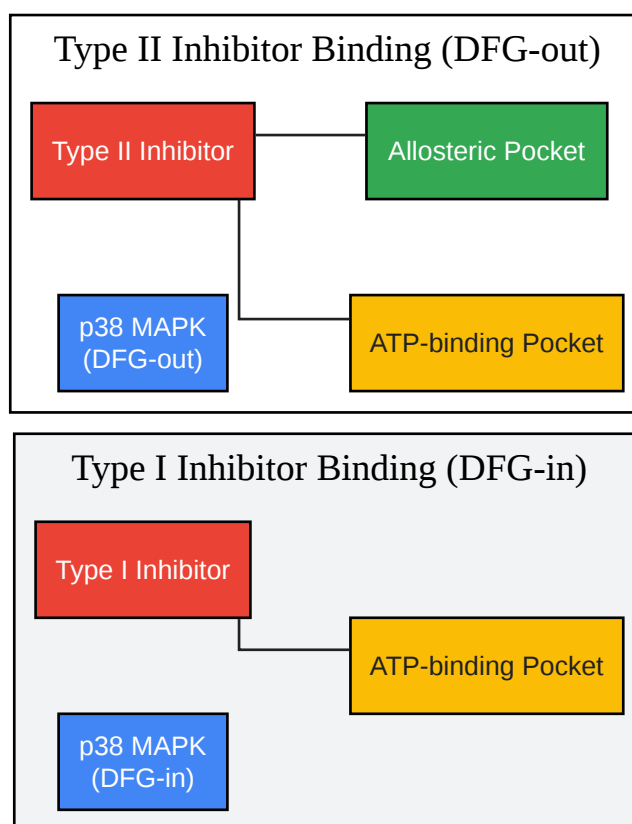 Type II Inhibitor Binding (DFG-out)
Type II Inhibitor
Allosteric Pocket
p38 MAPK
(DFG-out)
ATP-binding Pocket
Type I Inhibitor Binding (DFG-in)
Type I Inhibitor
ATP-binding Pocket
p38 MAPK
(DFG-in)